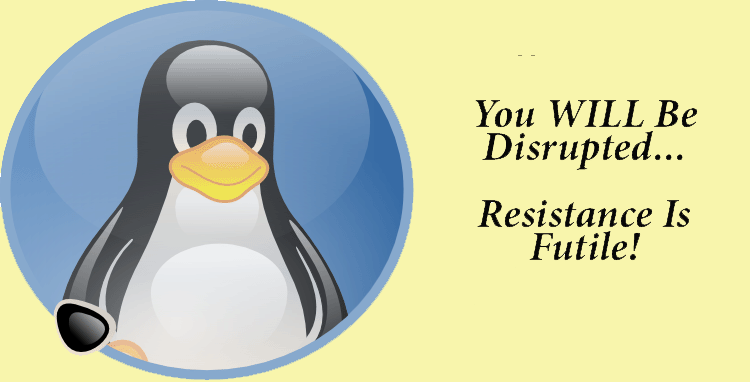 You WILL Be
Disrupted...
Resistance Is
Futile!